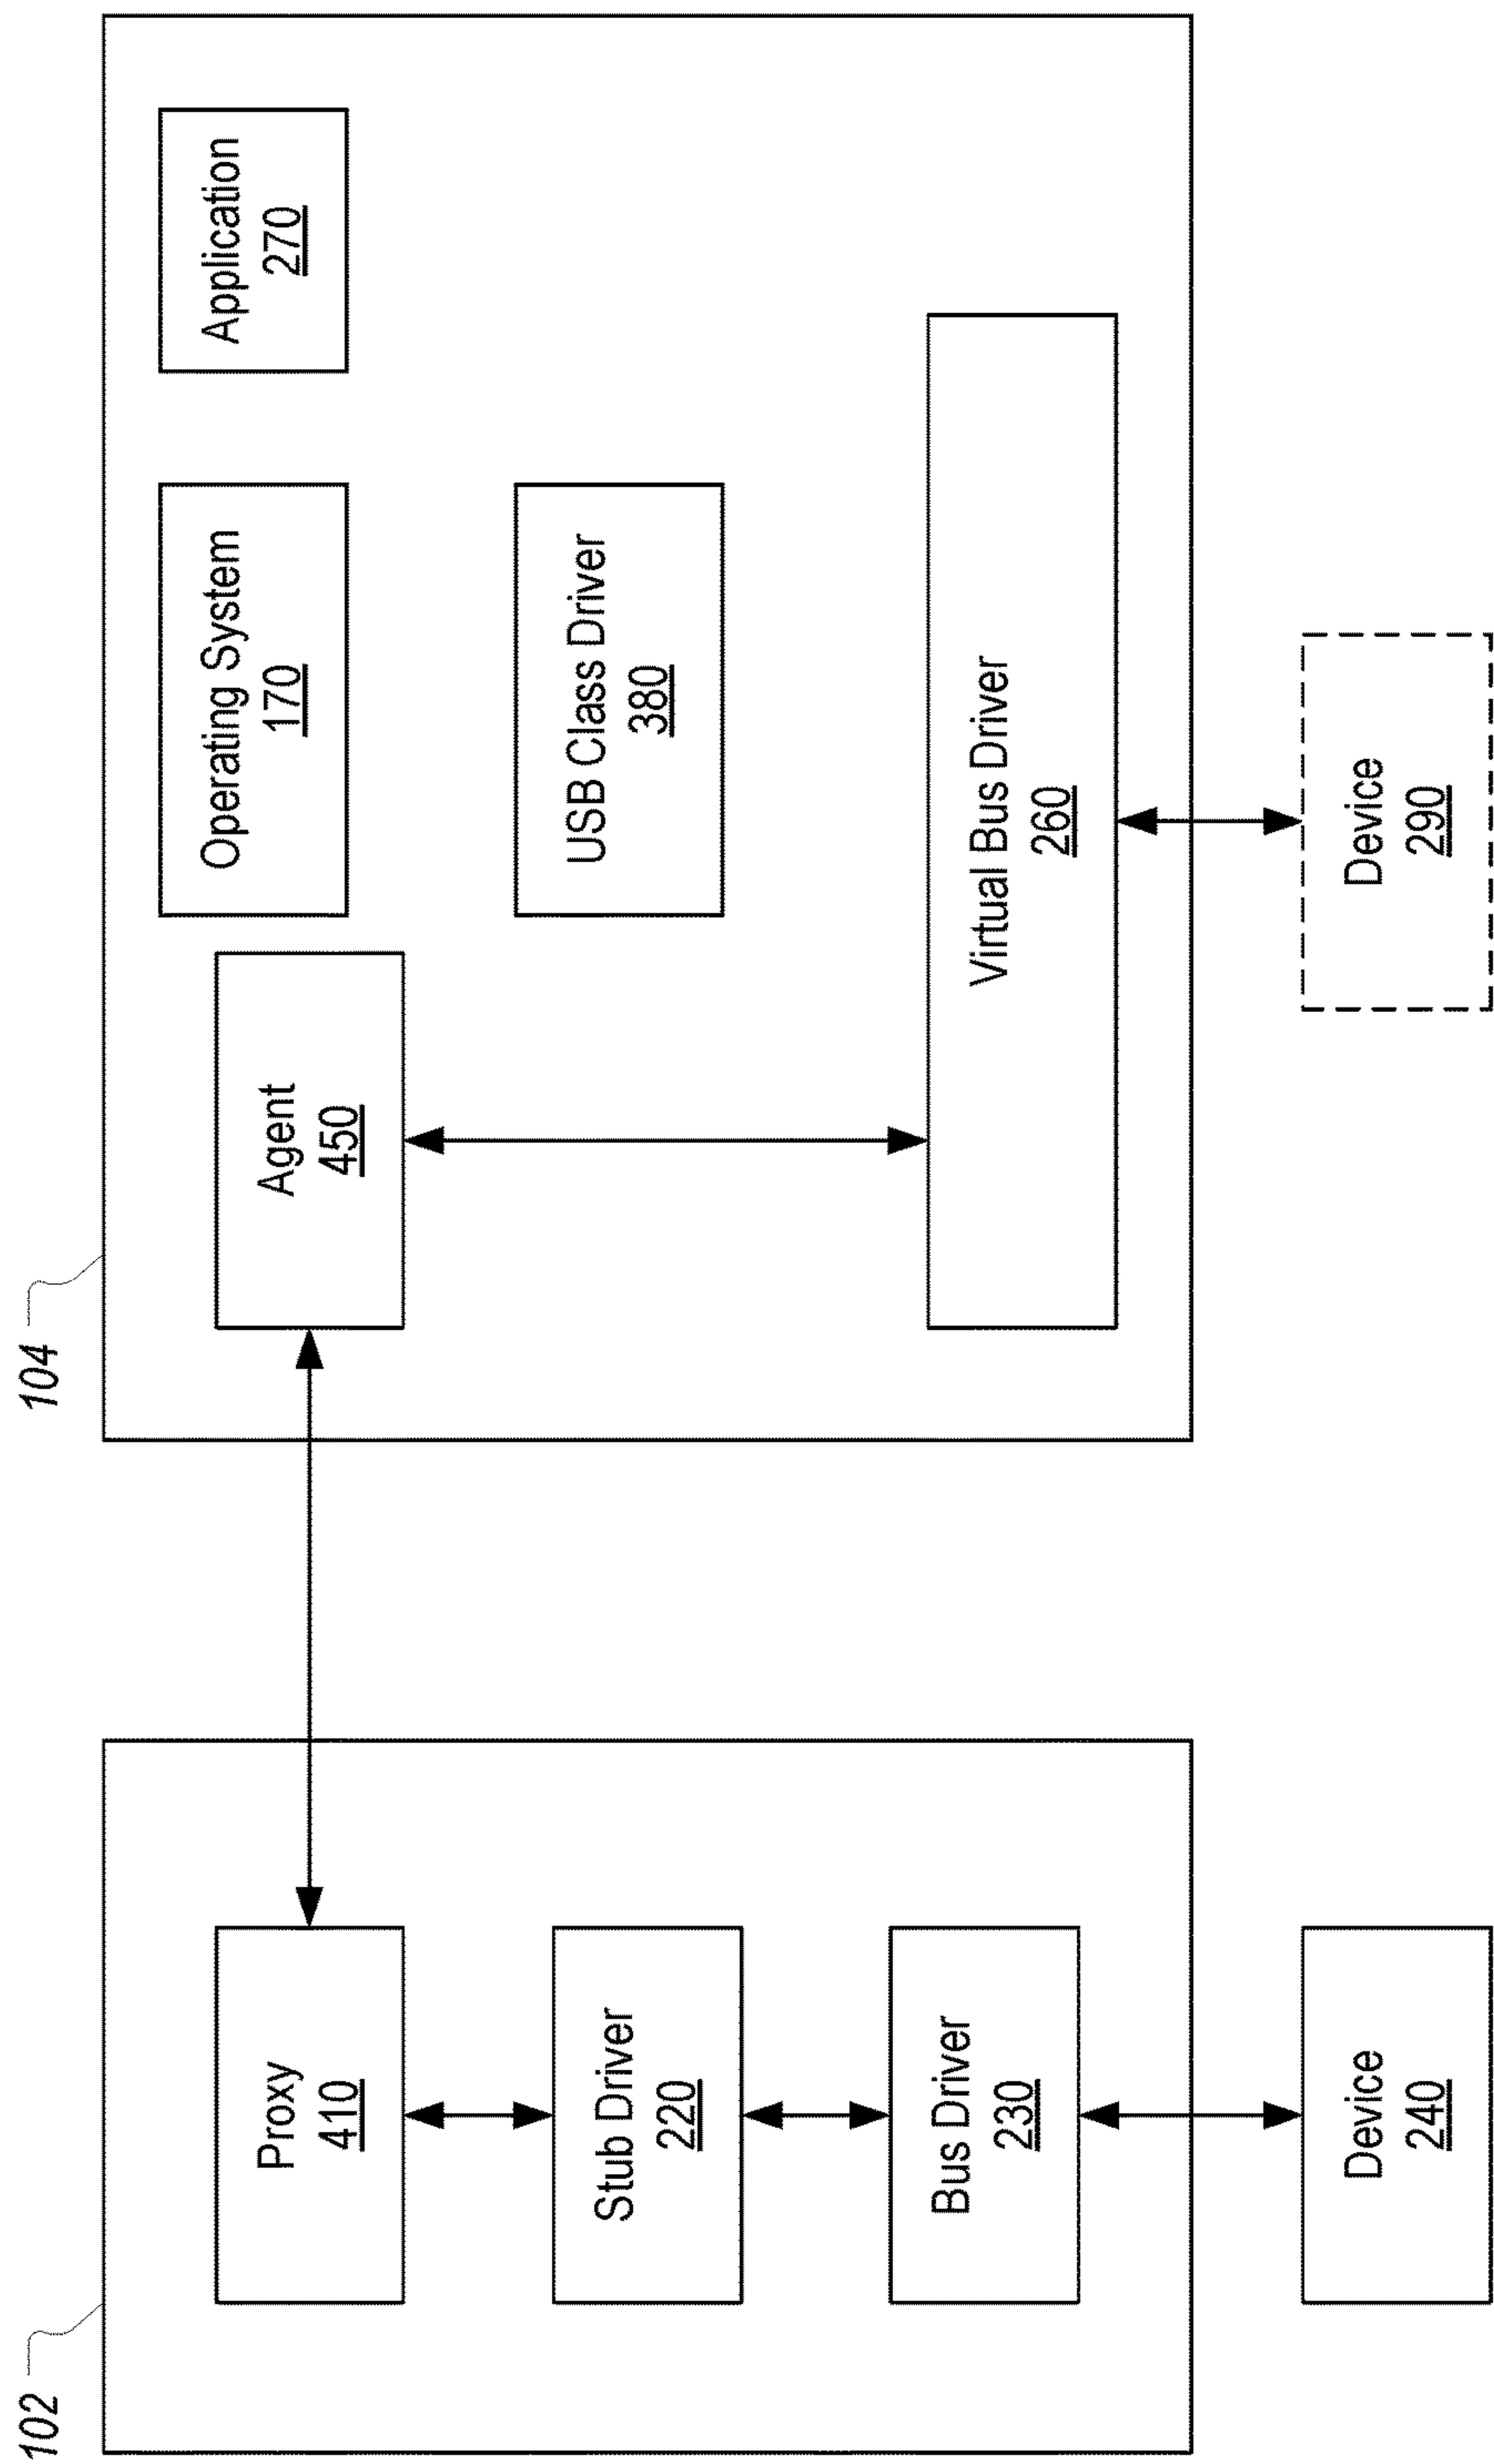 102
Proxy
410
Stub Driver
220
Bus Driver
230
Device
240
104
Agent
450
Operating System
170
Application
270
USB Class Driver
380
Virtual Bus Driver
260
Device
290